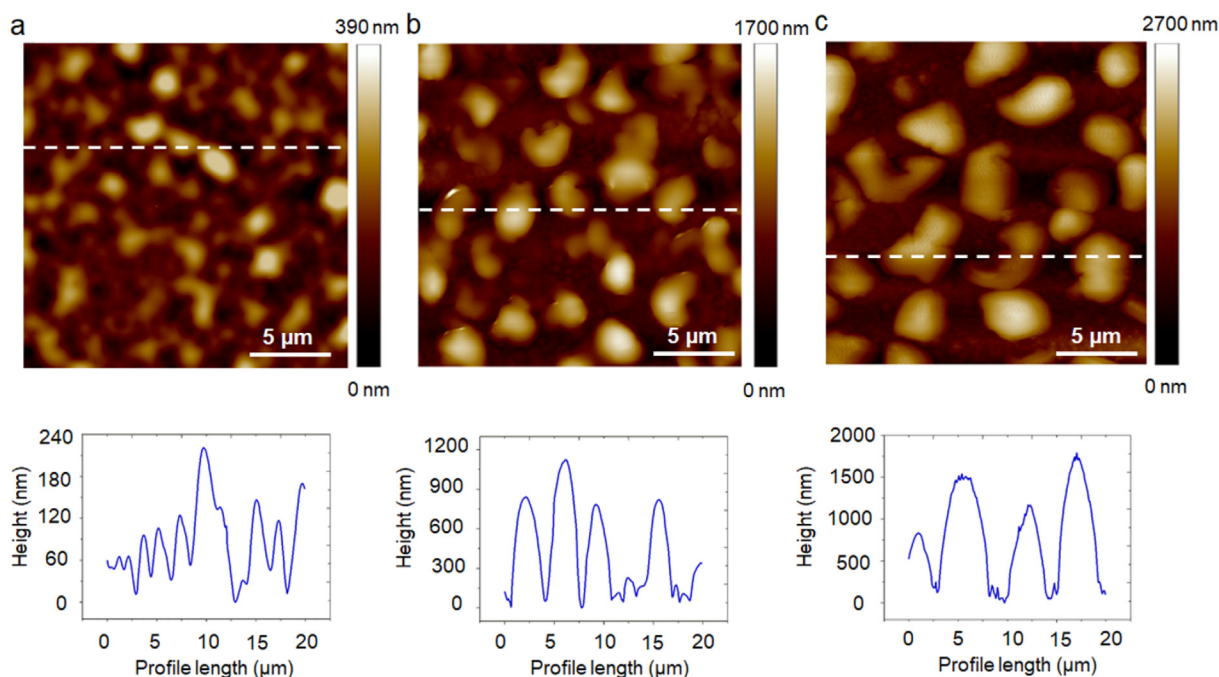 a
390 nm
5 µm
0 nm
b
1700 nm
5 µm
0 nm
c
2700 nm
5 µm
0 nm
Height (nm)
240
180
120
60
0
0 5 10 15 20
Profile length (µm)
Height (nm)
1200
900
600
300
0
0 5 10 15 20
Profile length (µm)
Height (nm)
2000
1500
1000
500
0
0 5 10 15 20
Profile length (µm)